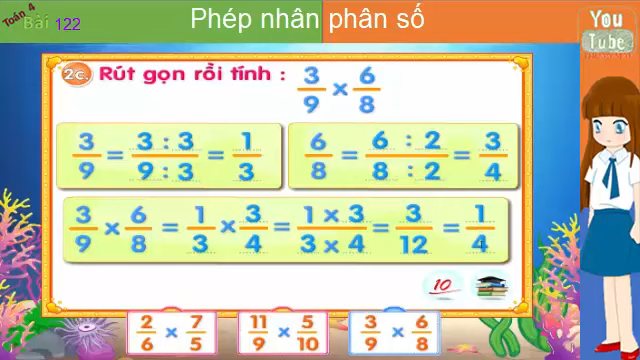 Toán 4
Bài 122
Phép nhân phân số
You
Tube
2c. Rút gọn rồi tính : 3/9 × 6/8
3/9 = 3 : 3 / 9 : 3 = 1/3
6/8 = 6 : 2 / 8 : 2 = 3/4
3/9 × 6/8 = 1/3 × 3/4 = 1 × 3 / 3 × 4 = 3/12 = 1/4
10
2/6 × 7/5
11/9 × 5/10
3/9 × 6/8